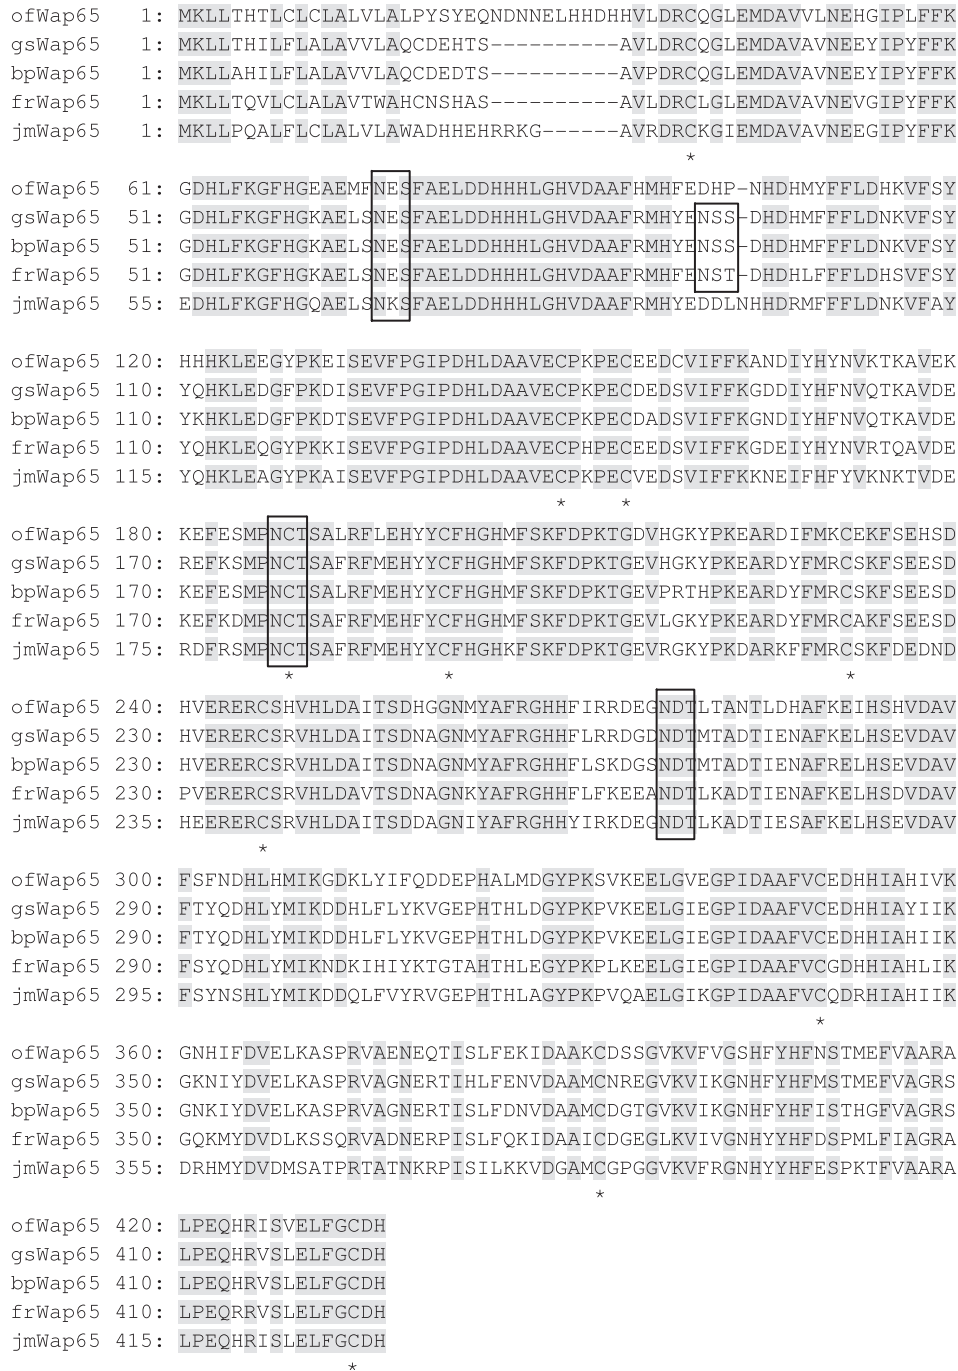 ofWap65 1: MKLLTHTLCLCLALVLALPYSYEQNDNNELHHDHHVLDRCQGLEMDAVVLNEHGIPLFFK
gsWap65 1: MKLLTHILFLALAVVLAQCDEHTS----------AVLDRCQGLEMDAVAVNEEYIPYFFK
bpWap65 1: MKLLAHILFLALAVVLAQCDEDTS----------AVPDRCQGLEMDAVAVNEEYIPYFFK
frWap65 1: MKLLTQVLCLALAVTWAHCNSHAS----------AVLDRCLGLEMDAVAVNEVGIPYFFK
jmWap65 1: MKLLPQALFLCLALVLAWADHHEHRRKG------AVRDRCKGIEMDAVAVNEEGIPYFFK
*
ofWap65 61: GDHLFKGFHGEAEMFNESFAELDDHHHLGHVDAAFHMHFEDHP-NHDHMYFFLDHKVFSY
gsWap65 51: GDHLFKGFHGKAELSNESFAELDDHHHLGHVDAAFRMHYENSS-DHDHMFFFLDNKVFSY
bpWap65 51: GDHLFKGFHGKAELSNESFAELDDHHHLGHVDAAFRMHYENSS-DHDHMFFFLDNKVFSY
frWap65 51: GDHLFKGFHGKAELSNESFAELDDHHHLGHVDAAFRMHFENST-DHDHLFFFLDHSVFSY
jmWap65 55: EDHLFKGFHGQAELSNKSFAELDDHHHLGHVDAAFRMHYEDDLNHHDRMFFFLDNKVFAY
ofWap65 120: HHHKLEEGYPKEISEVFPGIPDHLDAAVECPKPECEEDCVIFFKANDIYHYNVKTKAVEK
gsWap65 110: YQHKLEDGFPKDISEVFPGIPDHLDAAVECPKPECDEDSVIFFKGDDIYHFNVQTKAVDE
bpWap65 110: YKHKLEDGFPKDTSEVFPGIPDHLDAAVECPKPECDADSVIFFKGNDIYHFNVQTKAVDE
frWap65 110: YQHKLEQGYPKKISEVFPGIPDHLDAAVECPHPECEEDSVIFFKGDEIYHYNVRTQAVDE
jmWap65 115: YQHKLEAGYPKAISEVFPGIPDHLDAAVECPKPECVEDSVIFFKKNEIFHFYVKNKTVDE
* *
ofWap65 180: KEFESMPNCTSALRFLEHYYCFHGHMFSKFDPKTGDVHGKYPKEARDIFMKCEKFSEHSD
gsWap65 170: REFKSMPNCTSAFRFMEHYYCFHGHMFSKFDPKTGEVHGKYPKEARDYFMRCSKFSEESD
bpWap65 170: KEFESMPNCTSALRFMEHYYCFHGHMFSKFDPKTGEVPRTHPKEARDYFMRCSKFSEESD
frWap65 170: KEFKDMPNCTSAFRFMEHFYCFHGHMFSKFDPKTGEVLGKYPKEARDYFMRCAKFSEESD
jmWap65 175: RDFRSMPNCTSAFRFMEHYYCFHGHKFSKFDPKTGEVRGKYPKDARKFFMRCSKFDEDND
* * *
ofWap65 240: HVERERCSHVHLDAITSDHGGNMYAFRGHHFIRRDEGNDTLTANTLDHAFKEIHSHVDAV
gsWap65 230: HVERERCSRVHLDAITSDNAGNMYAFRGHHFLRRDGDNDTMTADTIENAFKELHSEVDAV
bpWap65 230: HVERERCSRVHLDAITSDNAGNMYAFRGHHFLSKDGSNDTMTADTIENAFRELHSEVDAV
frWap65 230: PVERERCSRVHLDAVTSDNAGNKYAFRGHHFLFKEEANDTLKADTIENAFKELHSDVDAV
jmWap65 235: HEERERCSRVHLDAITSDDAGNIYAFRGHHYIRKDEGNDTLKADTIESAFKELHSEVDAV
*
ofWap65 300: FSFNDHLHMIKGDKLYIFQDDEPHALMDGYPKSVKEELGVEGPIDAAFVCEDHHIAHIVK
gsWap65 290: FTYQDHLYMIKDDHLFLYKVGEPHTHLDGYPKPVKEELGIEGPIDAAFVCEDHHIAYIIK
bpWap65 290: FTYQDHLYMIKDDHLFLYKVGEPHTHLDGYPKPVKEELGIEGPIDAAFVCEDHHIAHIIK
frWap65 290: FSYQDHLYMIKNDKIHIYKTGTAHTHLEGYPKPLKEELGIEGPIDAAFVCGDHHIAHLIK
jmWap65 295: FSYNSHLYMIKDDQLFVYRVGEPHTHLAGYPKPVQAELGIKGPIDAAFVCQDRHIAHIIK
*
ofWap65 360: GNHIFDVELKASPRVAENEQTISLFEKIDAAKCDSSGVKVFVGSHFYHFNSTMEFVAARA
gsWap65 350: GKNIYDVELKASPRVAGNERTIHLFENVDAAMCNREGVKVIKGNHFYHFMSTMEFVAGRS
bpWap65 350: GNKIYDVELKASPRVAGNERTISLFDNVDAAMCDGTGVKVIKGNHFYHFISTHGFVAGRS
frWap65 350: GQKMYDVDLKSSQRVADNERPISLFQKIDAAICDGEGLKVIVGNHYYHFDSPMLFIAGRA
jmWap65 355: DRHMYDVDMSATPRTATNKRPISILKKVDGAMCGPGGVKVFRGNHYYHFESPKTFVAARA
*
ofWap65 420: LPEQHRISVELFGCDH
gsWap65 410: LPEQHRVSLELFGCDH
bpWap65 410: LPEQHRVSLELFGCDH
frWap65 410: LPEQRRVSLELFGCDH
jmWap65 415: LPEQHRISLELFGCDH
*